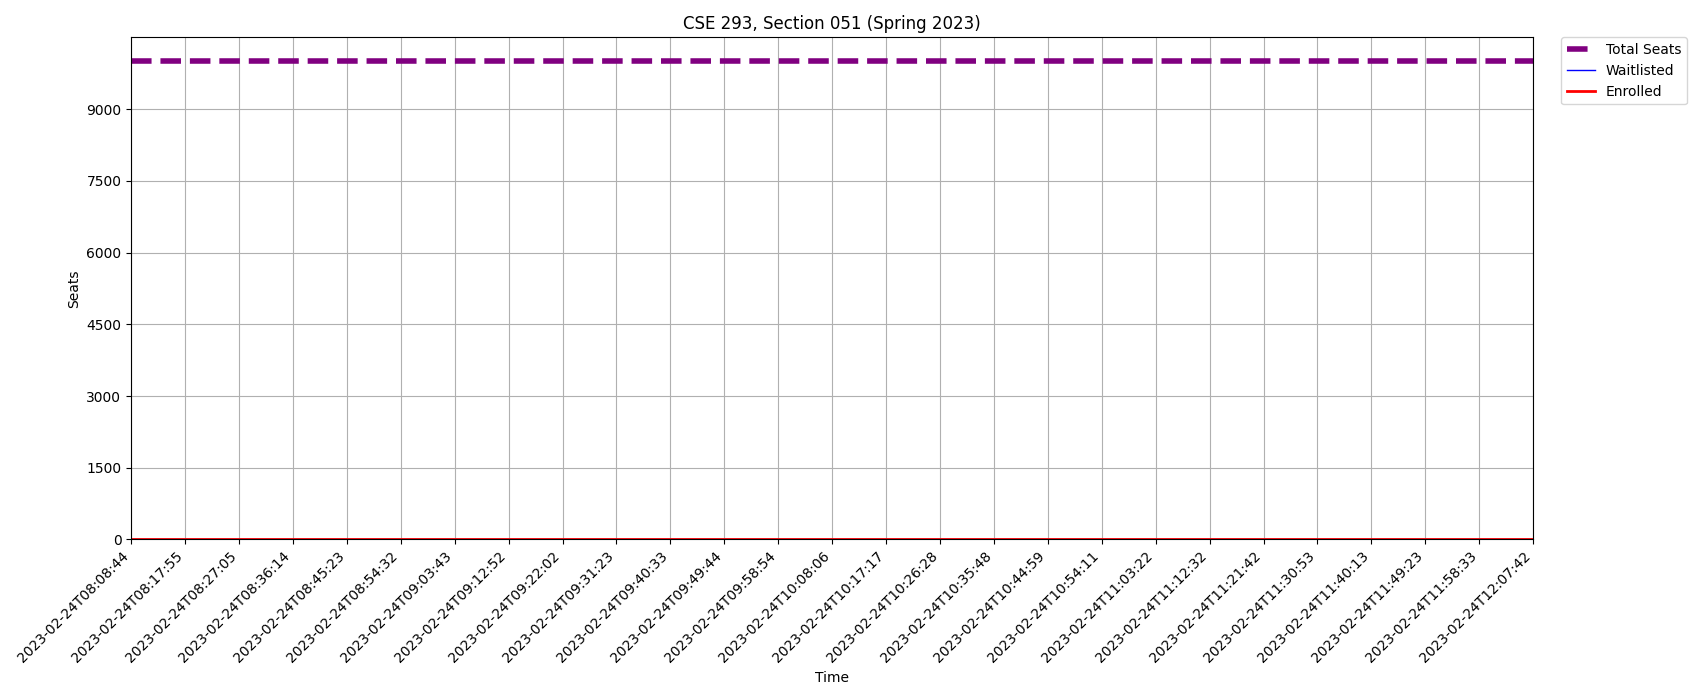 CSE 293, Section 051 (Spring 2023)
Total Seats
Waitlisted
Enrolled
Seats
9000
7500
6000
4500
3000
1500
0
2023-02-24T08:08:44
2023-02-24T08:17:55
2023-02-24T08:27:05
2023-02-24T08:36:14
2023-02-24T08:45:23
2023-02-24T08:54:32
2023-02-24T09:03:43
2023-02-24T09:12:52
2023-02-24T09:22:02
2023-02-24T09:31:23
2023-02-24T09:40:33
2023-02-24T09:49:44
2023-02-24T09:58:54
2023-02-24T10:08:06
2023-02-24T10:17:17
2023-02-24T10:26:28
2023-02-24T10:35:48
2023-02-24T10:44:59
2023-02-24T10:54:11
2023-02-24T11:03:22
2023-02-24T11:12:32
2023-02-24T11:21:42
2023-02-24T11:30:53
2023-02-24T11:40:13
2023-02-24T11:49:23
2023-02-24T11:58:33
2023-02-24T12:07:42
Time